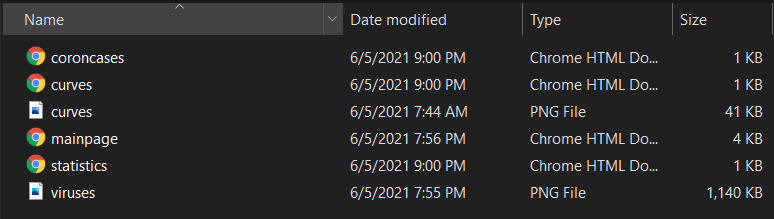 Name Date modified Type Size
coroncases 6/5/2021 9:00 PM Chrome HTML Do... 1 KB
curves 6/5/2021 9:00 PM Chrome HTML Do... 1 KB
curves 6/5/2021 7:44 AM PNG File 41 KB
mainpage 6/5/2021 7:56 PM Chrome HTML Do... 4 KB
statistics 6/5/2021 9:00 PM Chrome HTML Do... 1 KB
viruses 6/5/2021 7:55 PM PNG File 1,140 KB